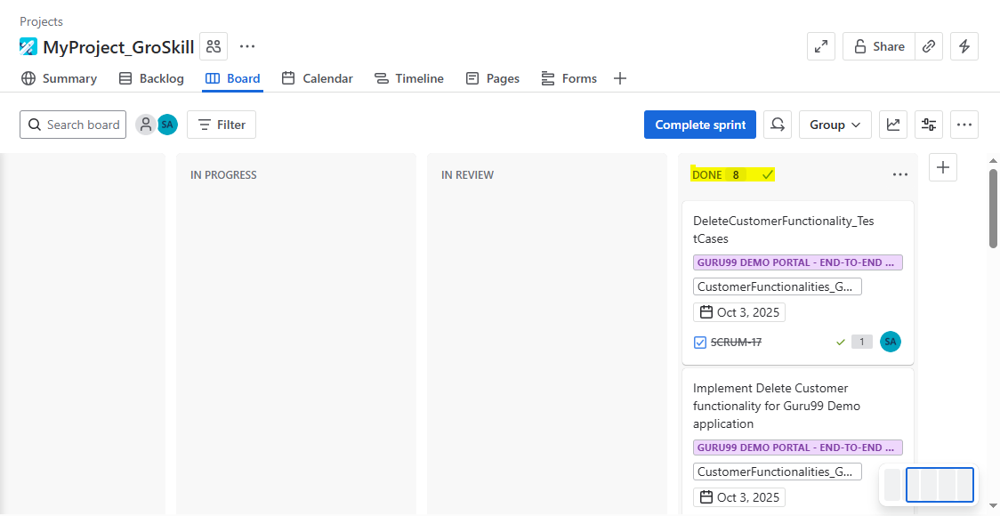 Projects
MyProject_GroSkill
Summary Backlog Board Calendar Timeline Pages Forms
Share
Search board SA Filter Complete sprint Group
IN PROGRESS IN REVIEW DONE 8
DeleteCustomerFunctionality_Tes
tCases
GURU99 DEMO PORTAL - END-TO-END ...
CustomerFunctionalities_G...
Oct 3, 2025
SCRUM-17 1 SA
Implement Delete Customer
functionality for Guru99 Demo
application
GURU99 DEMO PORTAL - END-TO-END ...
CustomerFunctionalities_G...
Oct 3, 2025